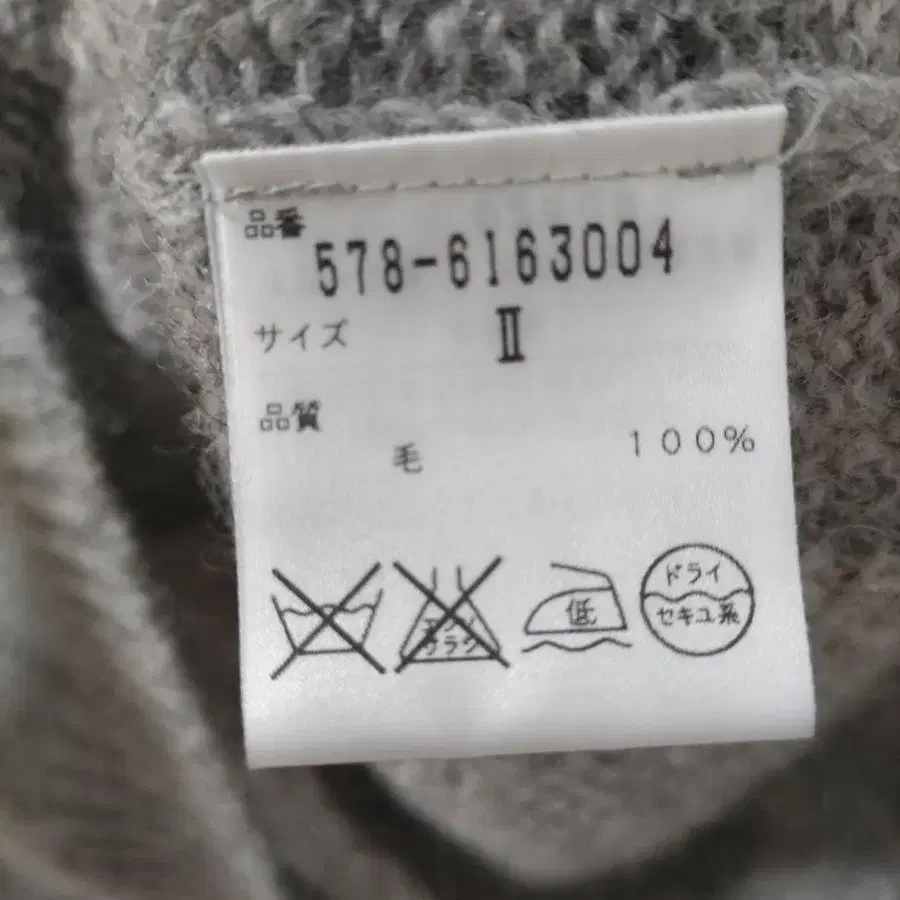 品番
578-6163004
サイズ Ⅱ
品質
毛 100%
エンソ
サラシ
低
ドライ
セキユ系